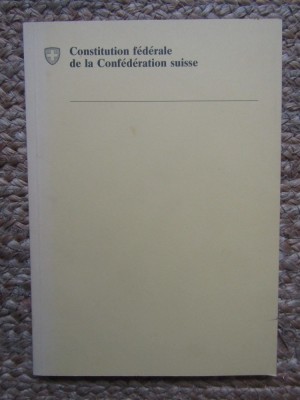 Constitution fédérale
de la Confédération suisse